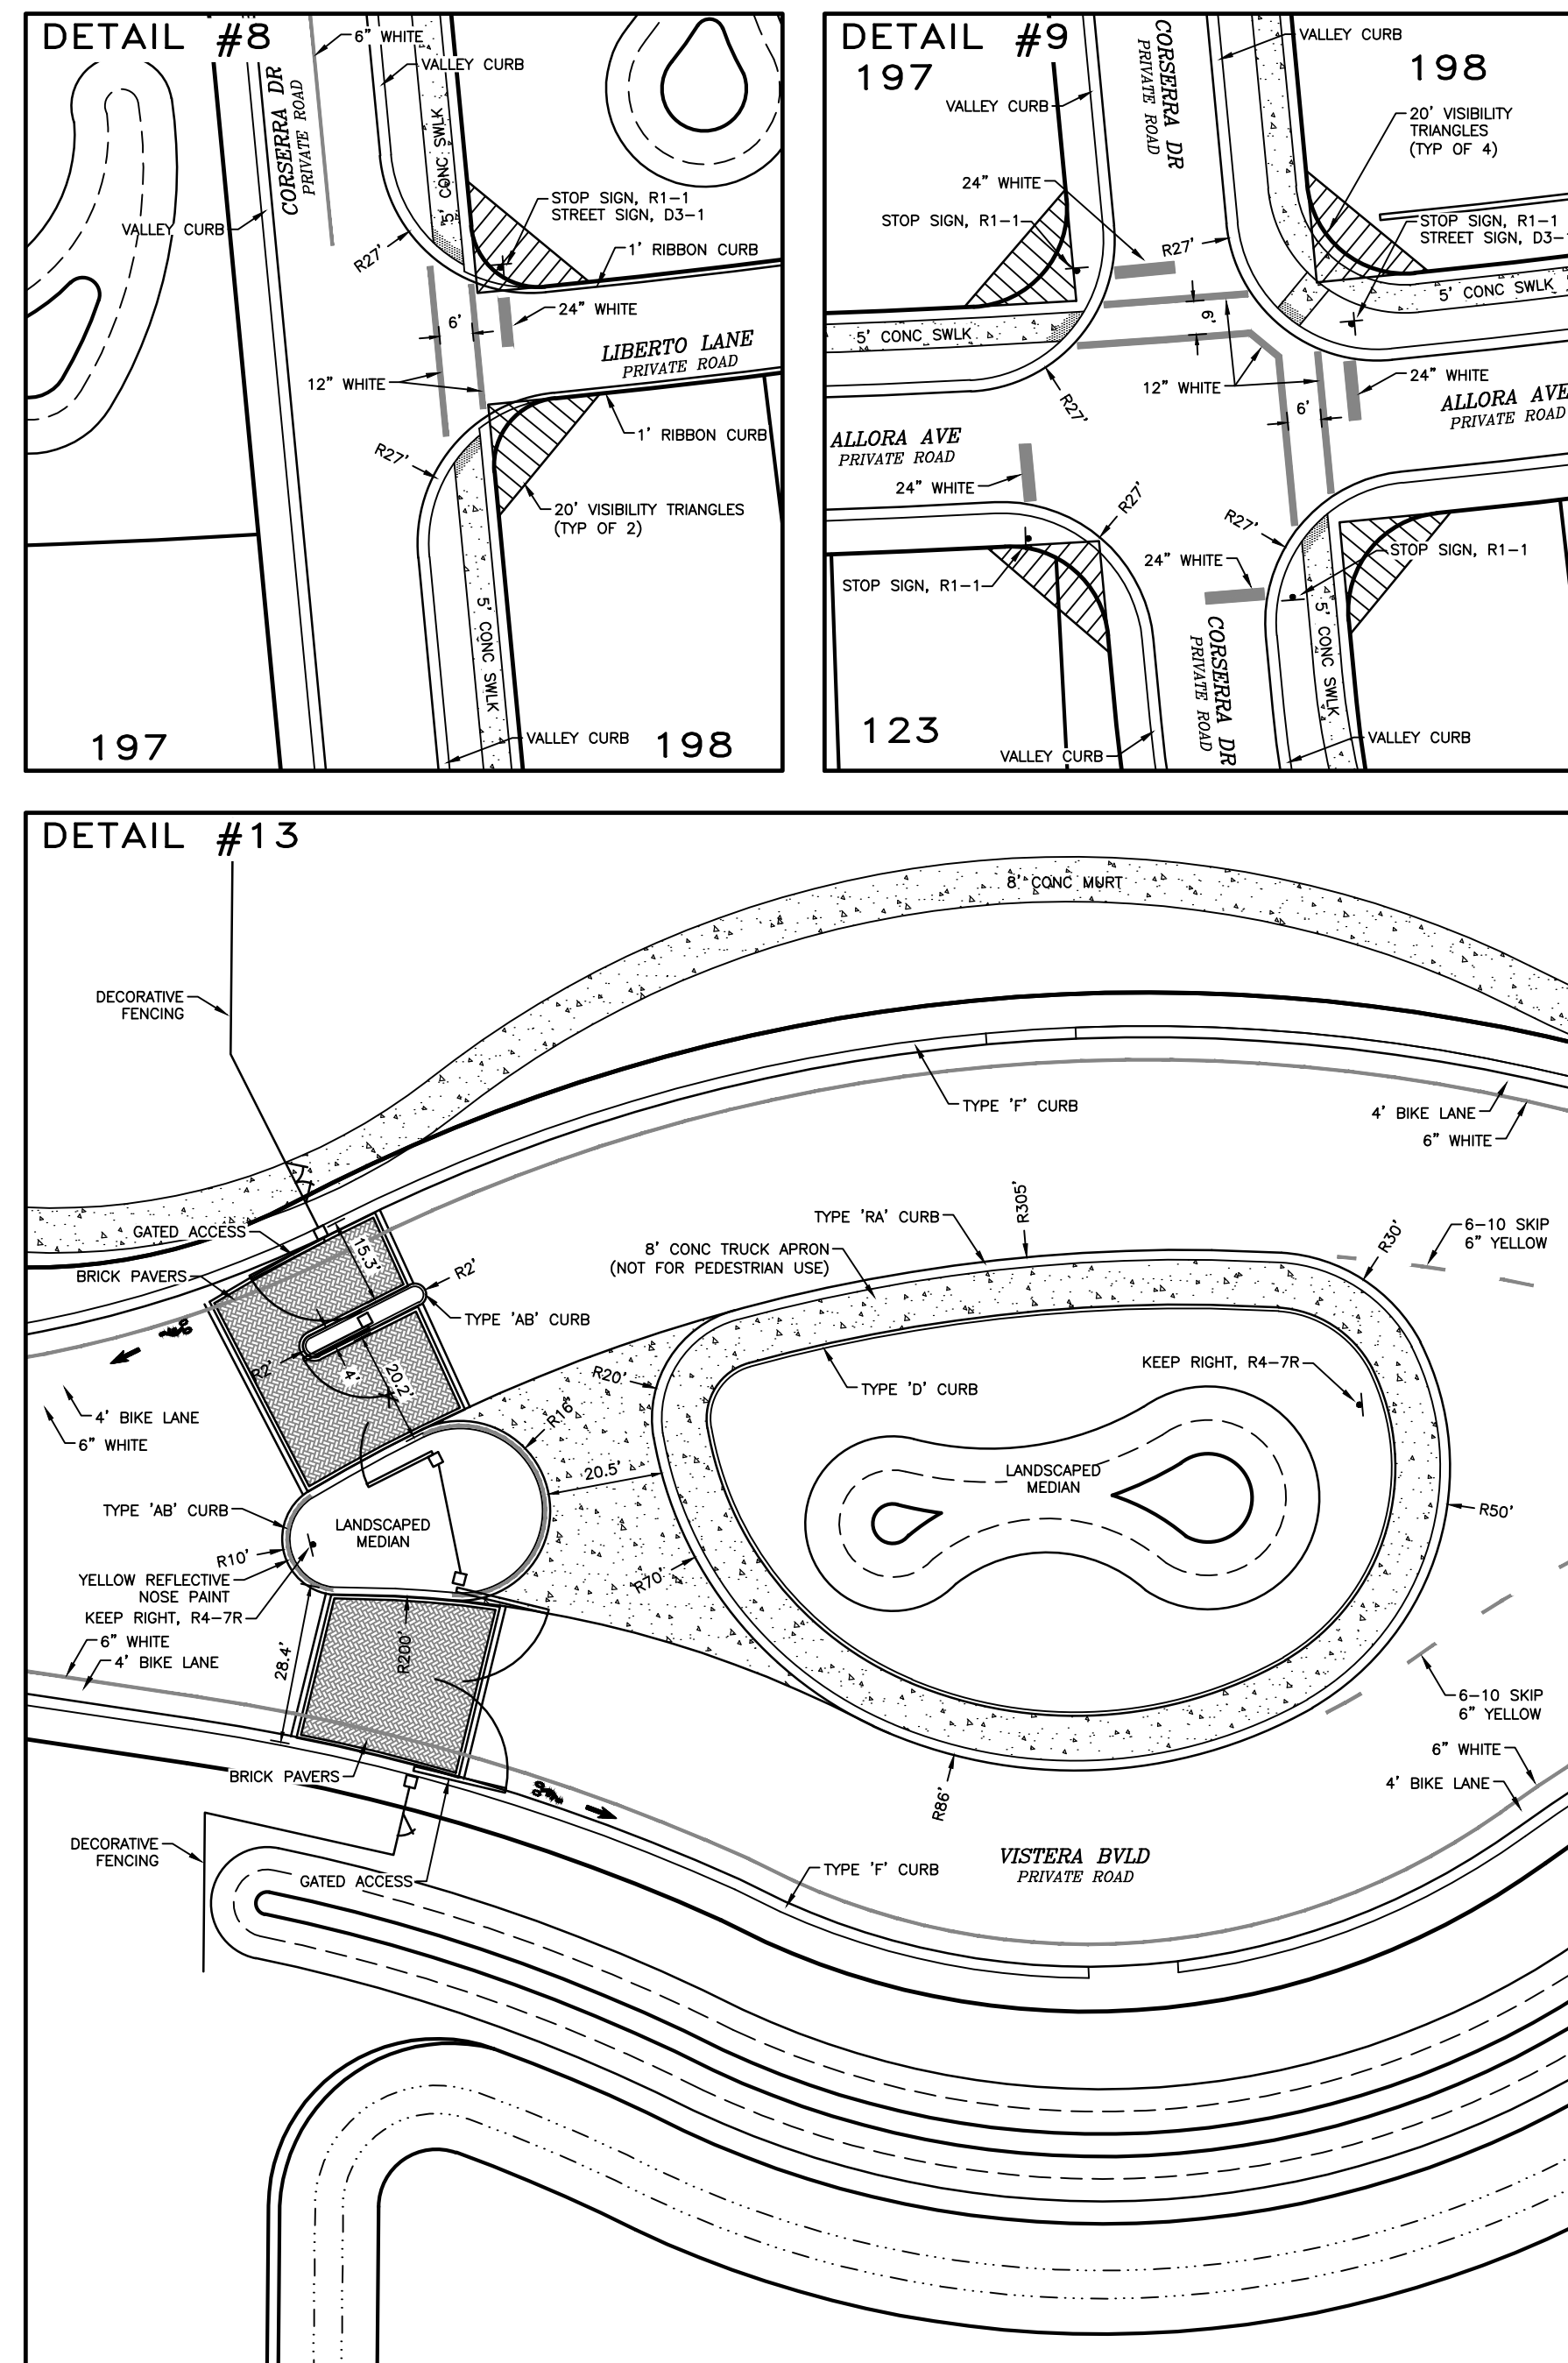 DETAIL #8
6" WHITE
VALLEY CURB
CORSERRA DR
PRIVATE ROAD
5' CONC SWLK
VALLEY CURB
STOP SIGN, R1-1
STREET SIGN, D3-1
R27'
1' RIBBON CURB
24" WHITE
6'
LIBERTO LANE
PRIVATE ROAD
12" WHITE
1' RIBBON CURB
R27'
20' VISIBILITY TRIANGLES
(TYP OF 2)
5' CONC SWLK
VALLEY CURB
197
198
DETAIL #9
197
VALLEY CURB
198
CORSERRA DR
PRIVATE ROAD
VALLEY CURB
20' VISIBILITY
TRIANGLES
(TYP OF 4)
24" WHITE
STOP SIGN, R1-1
R27'
STOP SIGN, R1-1
STREET SIGN, D3-
5' CONC SWLK
6'
5' CONC SWLK
12" WHITE
24" WHITE
R27'
6'
ALLORA AVE
PRIVATE ROAD
ALLORA AVE
PRIVATE ROAD
24" WHITE
R27'
R27'
24" WHITE
STOP SIGN, R1-1
STOP SIGN, R1-1
5' CONC SWLK
CORSERRA DR
PRIVATE ROAD
123
VALLEY CURB
VALLEY CURB
DETAIL #13
8' CONC MURT
DECORATIVE
FENCING
TYPE 'F' CURB
4' BIKE LANE
6" WHITE
GATED ACCESS
TYPE 'RA' CURB
R305'
R30'
6-10 SKIP
6" YELLOW
15.3'
8' CONC TRUCK APRON
(NOT FOR PEDESTRIAN USE)
BRICK PAVERS
R2'
TYPE 'AB' CURB
R2'
4'
20.2'
R20'
KEEP RIGHT, R4-7R
TYPE 'D' CURB
4' BIKE LANE
6" WHITE
R16'
20.5'
LANDSCAPED
MEDIAN
TYPE 'AB' CURB
LANDSCAPED
MEDIAN
R50'
R10'
YELLOW REFLECTIVE
NOSE PAINT
R70'
KEEP RIGHT, R4-7R
6" WHITE
4' BIKE LANE
28.4'
R200'
6-10 SKIP
6" YELLOW
BRICK PAVERS
6" WHITE
4' BIKE LANE
R86'
DECORATIVE
FENCING
VISTERA BVLD
PRIVATE ROAD
TYPE 'F' CURB
GATED ACCESS